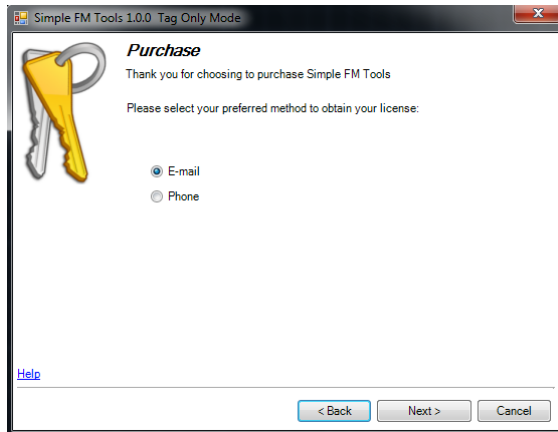 Simple FM Tools 1.0.0  Tag Only Mode
Purchase
Thank you for choosing to purchase Simple FM Tools
Please select your preferred method to obtain your license:
E-mail
Phone
Help
< Back
Next >
Cancel